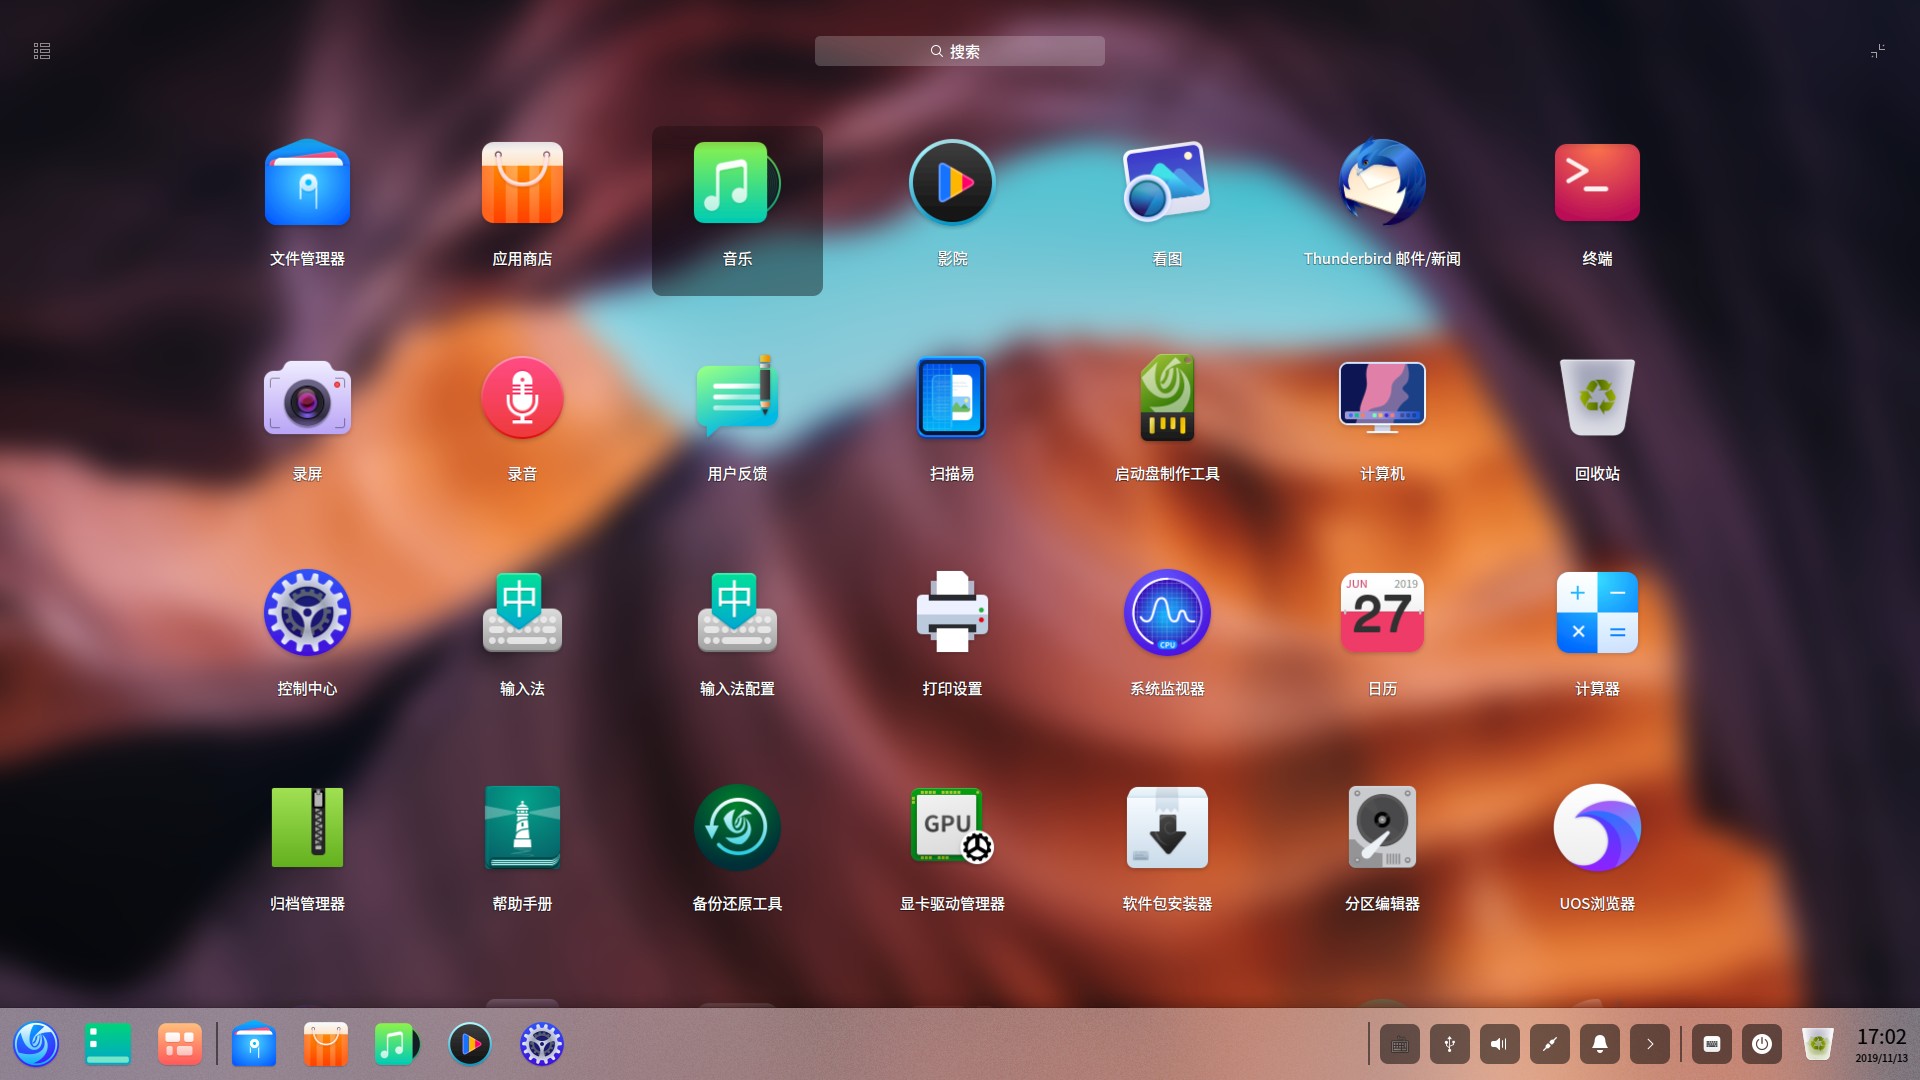 搜索
文件管理器
应用商店
音乐
影院
看图
Thunderbird 邮件/新闻
终端
录屏
录音
用户反馈
扫描易
启动盘制作工具
计算机
回收站
中
中
CPU
JUN 2019
27
控制中心
输入法
输入法配置
打印设置
系统监视器
日历
计算器
GPU
归档管理器
帮助手册
备份还原工具
显卡驱动管理器
软件包安装器
分区编辑器
UOS浏览器
17:02
2019/11/13